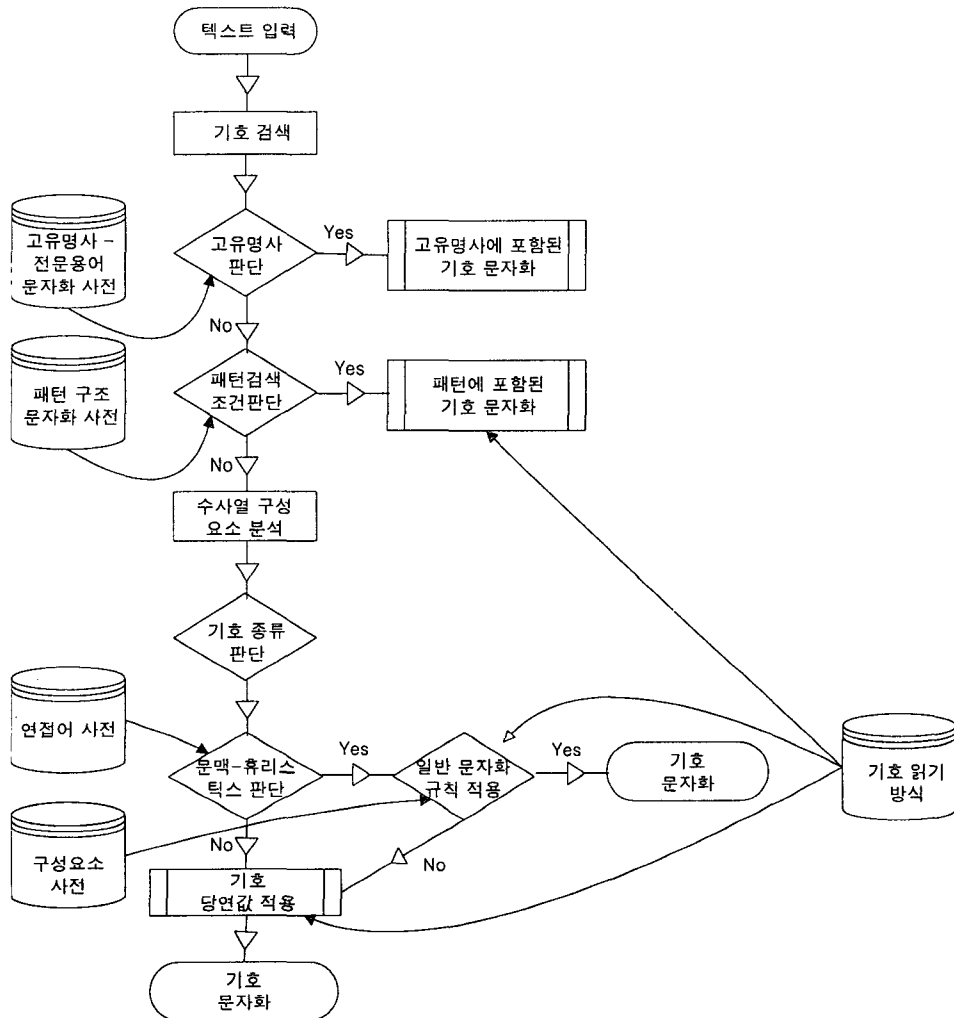 텍스트 입력
기호 검색
고유명사 -
전문용어
문자화 사전
고유명사
판단
Yes
고유명사에 포함된
기호 문자화
No
패턴 구조
문자화 사전
패턴검색
조건판단
Yes
패턴에 포함된
기호 문자화
No
수사열 구성
요소 분석
기호 종류
판단
연접어 사전
문맥-휴리스
틱스 판단
Yes
일반 문자화
규칙 적용
Yes
기호
문자화
기호 읽기
방식
구성요소
사전
No
No
기호
당연값 적용
기호
문자화